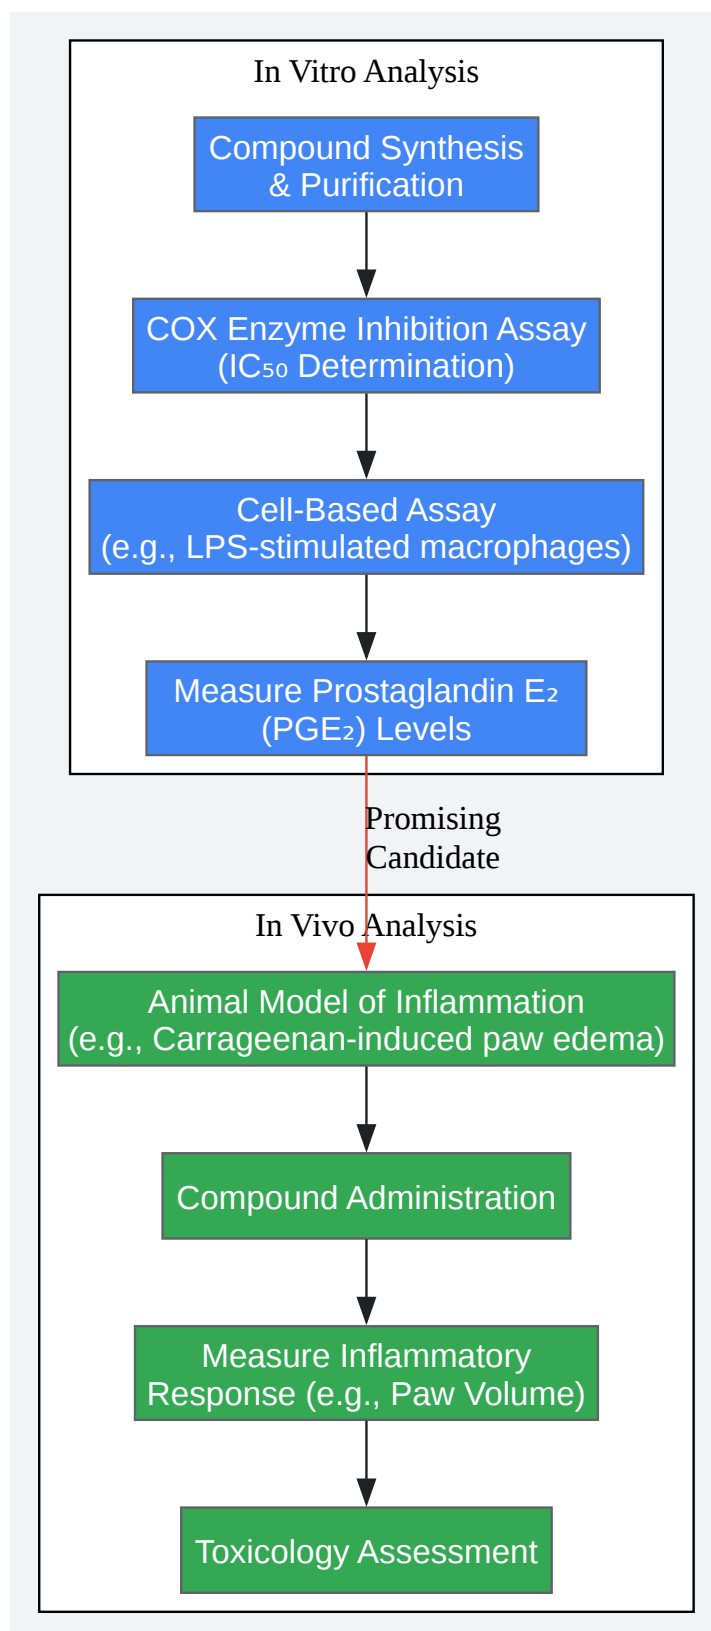 In Vitro Analysis
Compound Synthesis
& Purification
COX Enzyme Inhibition Assay
(IC₅₀ Determination)
Cell-Based Assay
(e.g., LPS-stimulated macrophages)
Measure Prostaglandin E₂
(PGE₂) Levels
Promising
Candidate
In Vivo Analysis
Animal Model of Inflammation
(e.g., Carrageenan-induced paw edema)
Compound Administration
Measure Inflammatory
Response (e.g., Paw Volume)
Toxicology Assessment